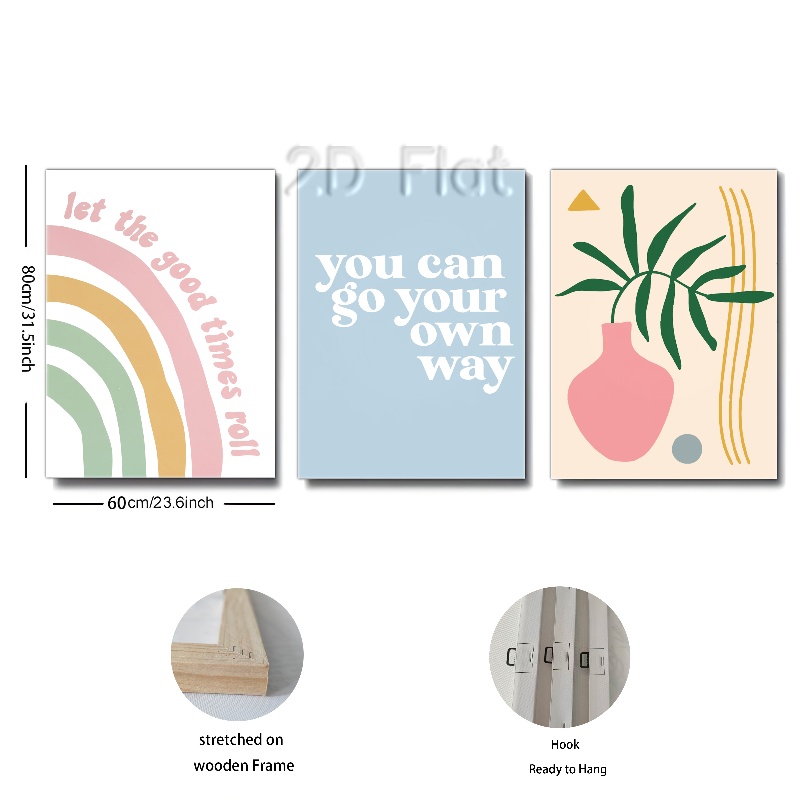 2D Flat
let the good times roll
you can
go your
own
way
80cm/31.5inch
60cm/23.6inch
stretched on
wooden Frame
Hook
Ready to Hang